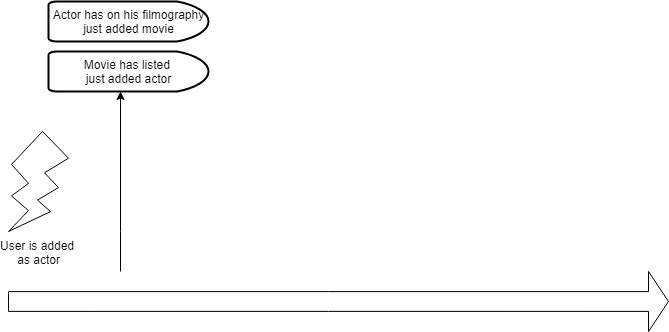 Actor has on his filmography
just added movie
Movie has listed
just added actor
User is added
as actor